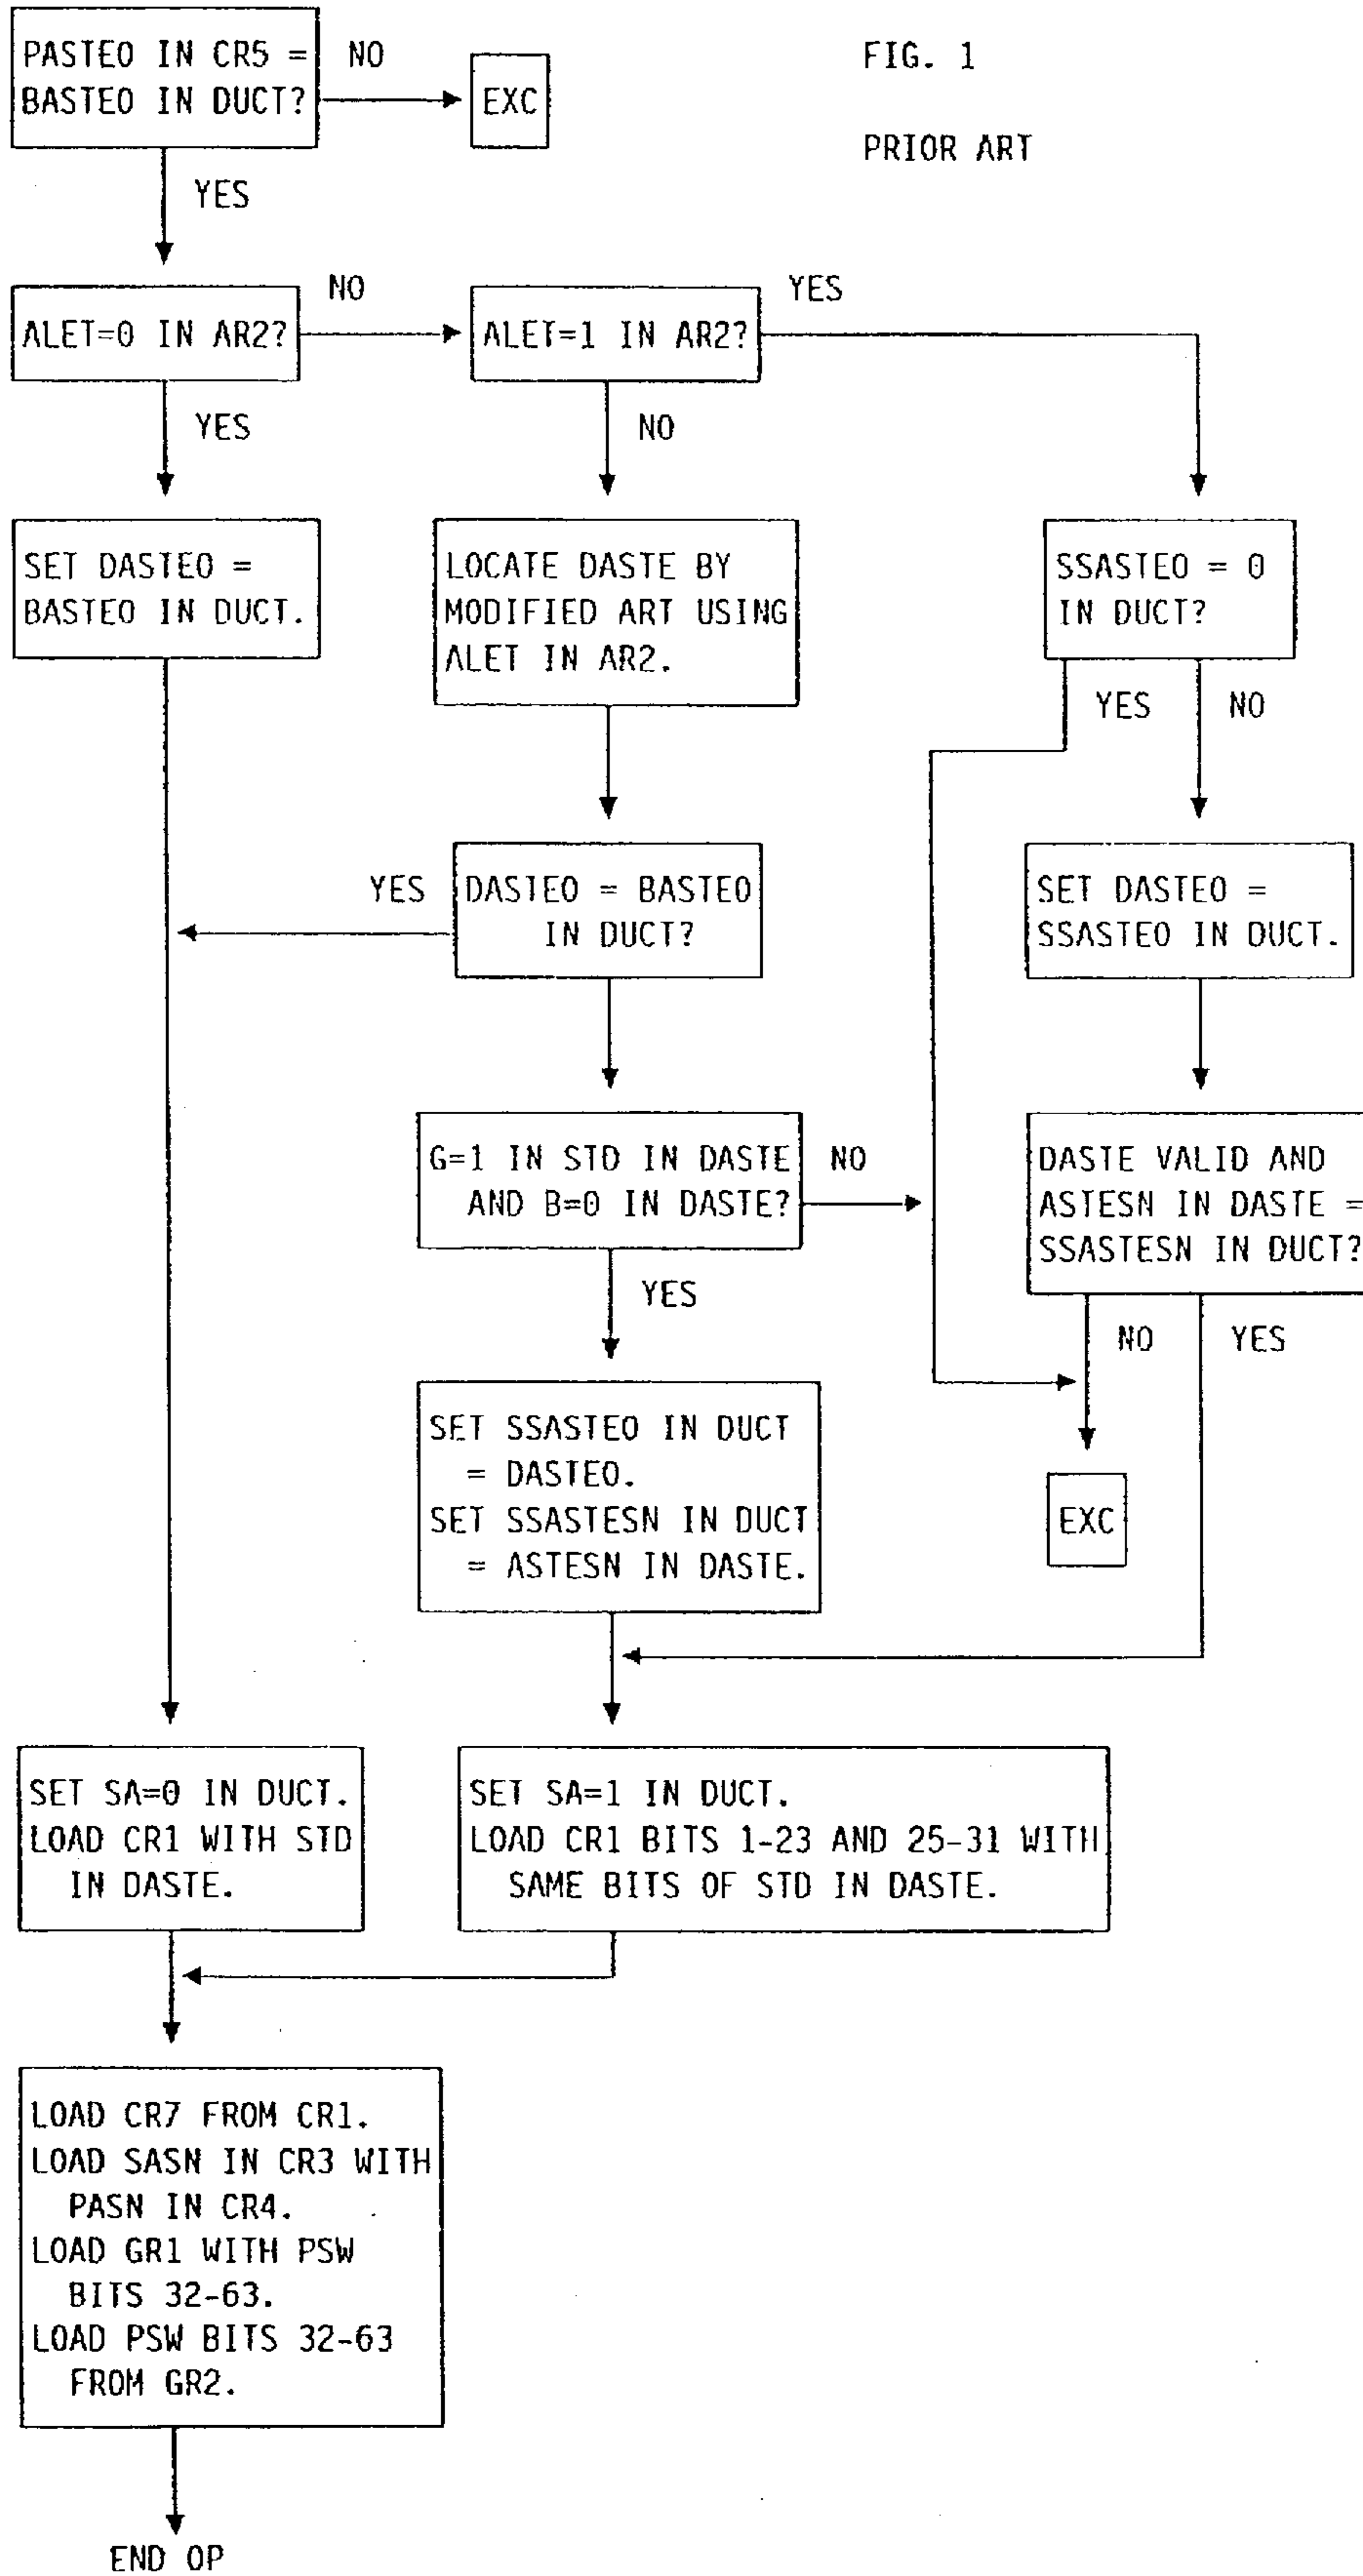 PASTEO IN CR5 =
BASTEO IN DUCT?
NO
EXC
FIG. 1
PRIOR ART
YES
ALET=0 IN AR2?
NO
ALET=1 IN AR2?
YES
YES
NO
SET DASTEO =
BASTEO IN DUCT.
LOCATE DASTE BY
MODIFIED ART USING
ALET IN AR2.
SSASTEO = 0
IN DUCT?
YES
NO
YES
DASTEO = BASTEO
IN DUCT?
SET DASTEO =
SSASTEO IN DUCT.
G=1 IN STD IN DASTE
AND B=0 IN DASTE?
NO
DASTE VALID AND
ASTESN IN DASTE =
SSASTESN IN DUCT?
YES
NO
YES
SET SSASTEO IN DUCT
= DASTEO.
SET SSASTESN IN DUCT
= ASTESN IN DASTE.
EXC
SET SA=0 IN DUCT.
LOAD CR1 WITH STD
IN DASTE.
SET SA=1 IN DUCT.
LOAD CR1 BITS 1-23 AND 25-31 WITH
SAME BITS OF STD IN DASTE.
LOAD CR7 FROM CR1.
LOAD SASN IN CR3 WITH
PASN IN CR4.
LOAD GR1 WITH PSW
BITS 32-63.
LOAD PSW BITS 32-63
FROM GR2.
END OP